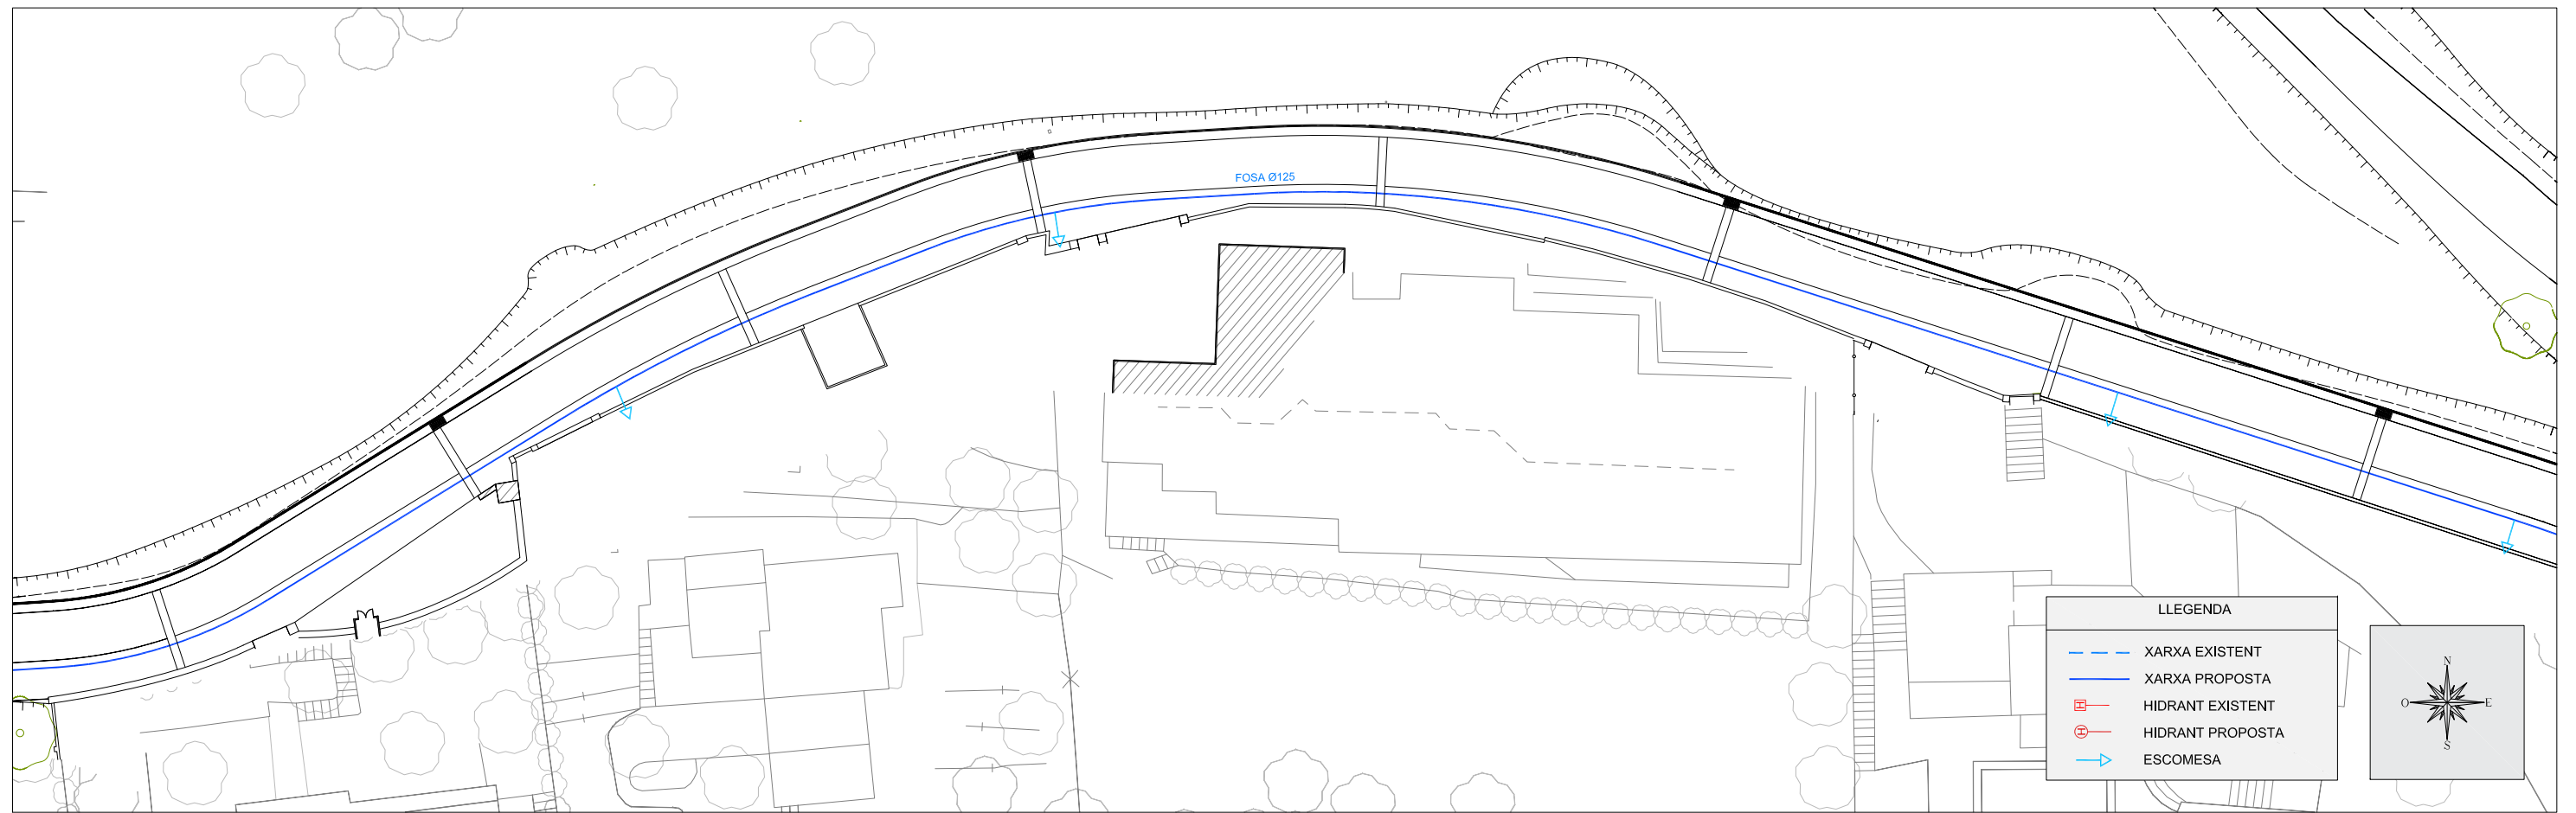 FOSA Ø125
LLEGENDA
XARXA EXISTENT
XARXA PROPOSTA
H HIDRANT EXISTENT
H HIDRANT PROPOSTA
ESCOMESA
N
O E
S